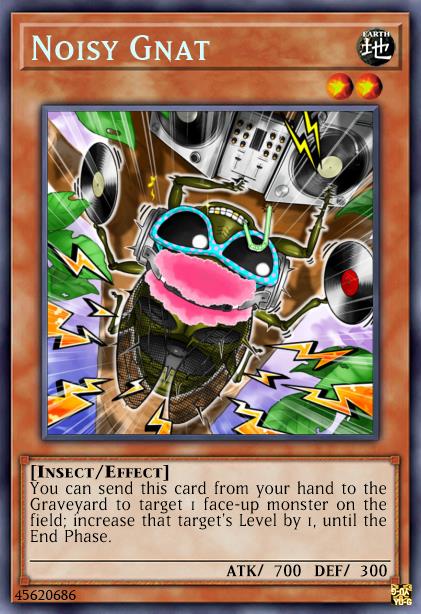 Noisy Gnat
EARTH
地
[Insect/Effect]
You can send this card from your hand to the
Graveyard to target 1 face-up monster on the
field; increase that target's Level by 1, until the
End Phase.
ATK/ 700 DEF/ 300
45620686